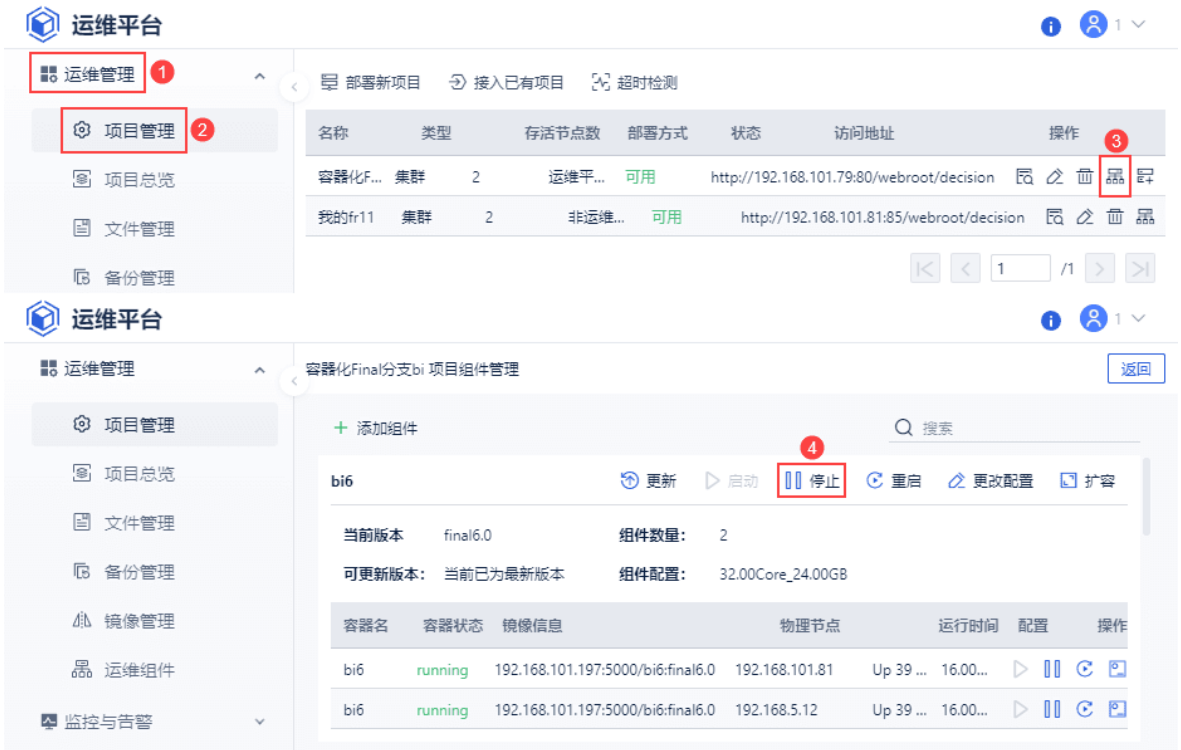 运维平台
1
运维管理 1
部署新项目 接入已有项目 超时检测
项目管理 2
名称 类型 存活节点数 部署方式 状态 访问地址 操作 3
项目总览
容器化F... 集群 2 运维平... 可用 http://192.168.101.79:80/webroot/decision
文件管理
我的fr11 集群 2 非运维... 可用 http://192.168.101.81:85/webroot/decision
备份管理
1 /1
运维平台
1
运维管理
容器化Final分支bi 项目组件管理 返回
项目管理
添加组件 搜索
项目总览
4
bi6 更新 启动 停止 重启 更改配置 扩容
文件管理
当前版本 final6.0 组件数量： 2
备份管理
可更新版本： 当前已为最新版本 组件配置： 32.00Core_24.00GB
镜像管理
容器名 容器状态 镜像信息 物理节点 运行时间 配置 操作
运维组件
bi6 running 192.168.101.197:5000/bi6:final6.0 192.168.101.81 Up 39 ... 16.00...
监控与告警
bi6 running 192.168.101.197:5000/bi6:final6.0 192.168.5.12 Up 39 ... 16.00...